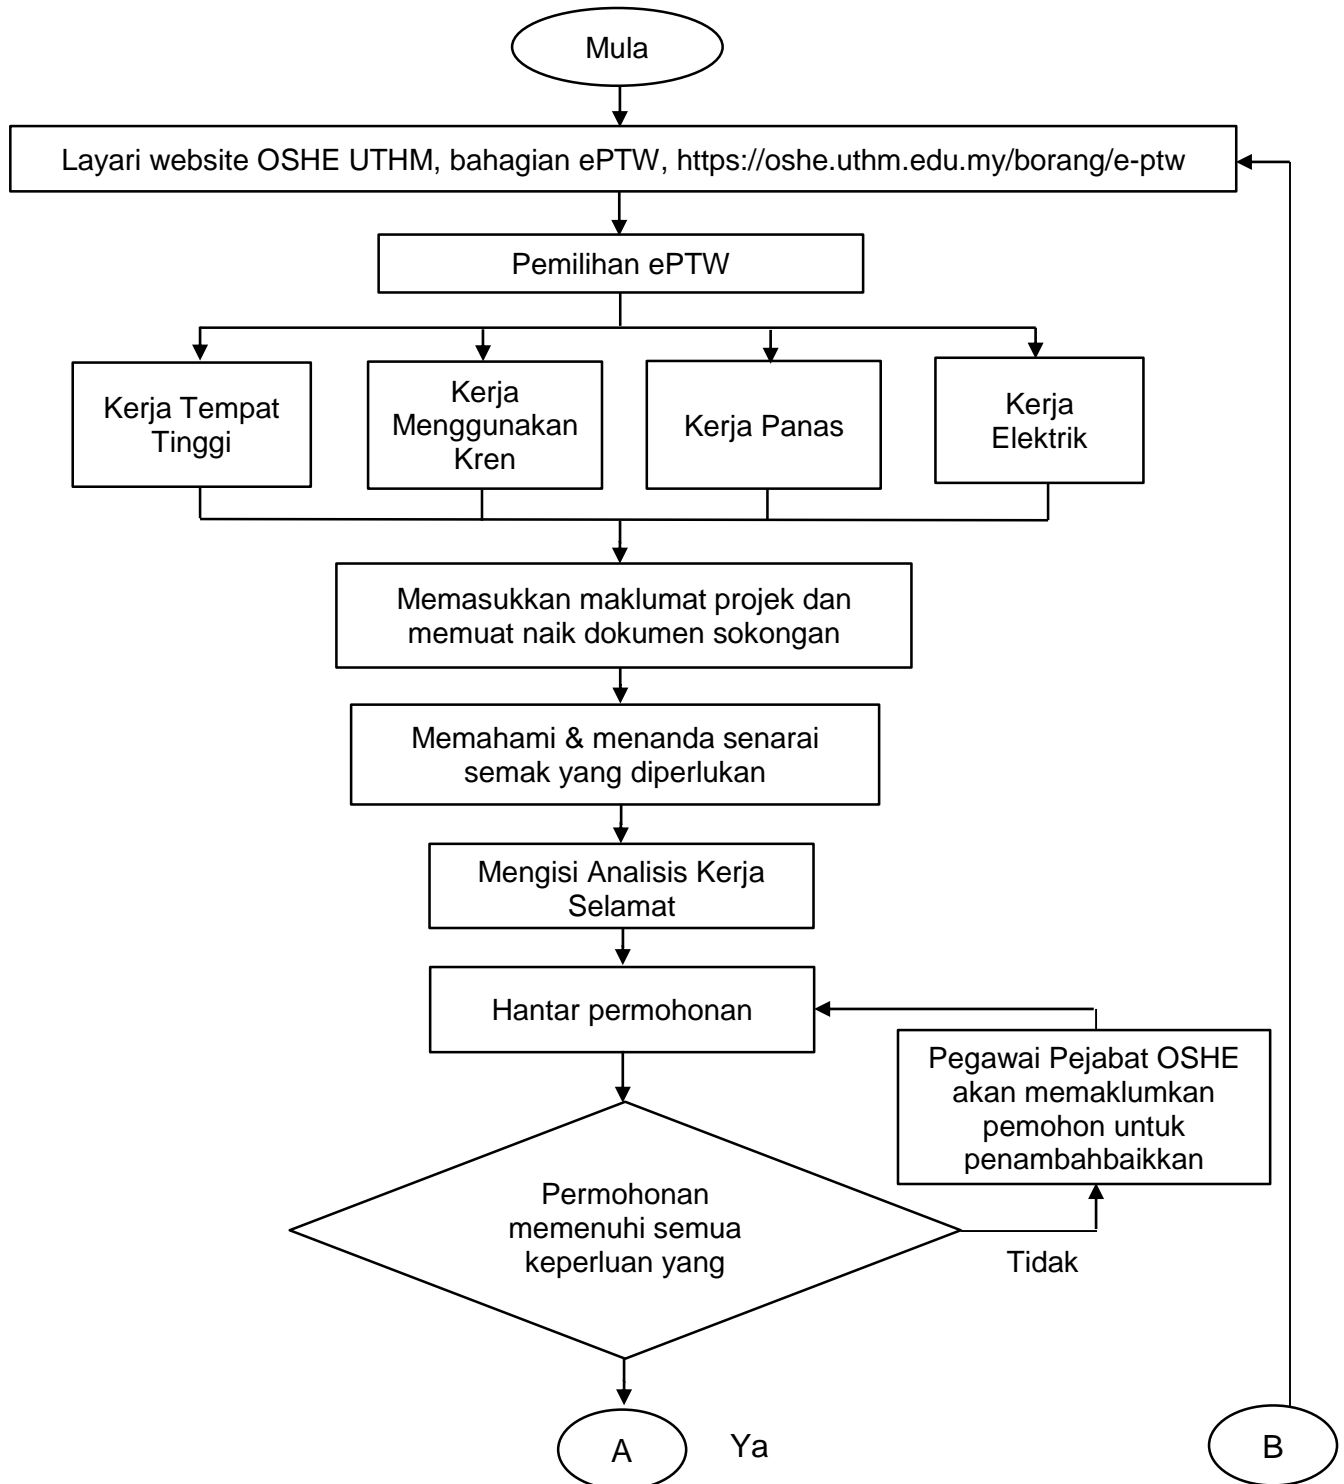 Mula
Layari website OSHE UTHM, bahagian ePTW, https://oshe.uthm.edu.my/borang/e-ptw
Pemilihan ePTW
Kerja Tempat
Tinggi
Kerja
Menggunakan
Kren
Kerja Panas
Kerja
Elektrik
Memasukkan maklumat projek dan
memuat naik dokumen sokongan
Memahami & menanda senarai
semak yang diperlukan
Mengisi Analisis Kerja
Selamat
Hantar permohonan
Pegawai Pejabat OSHE
akan memaklumkan
pemohon untuk
penambahbaikkan
Permohonan
memenuhi semua
keperluan yang
Tidak
A
Ya
B